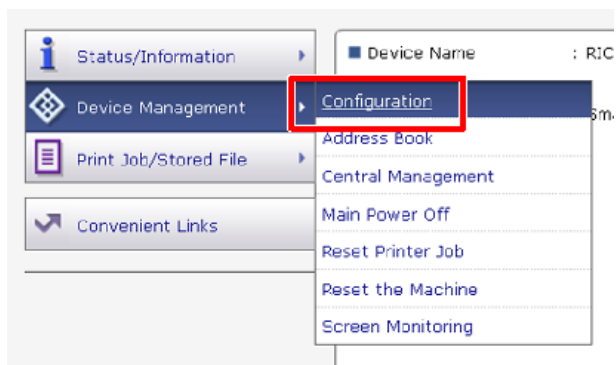 Status/Information
Device Management
Print Job/Stored File
Convenient Links
Device Name : RIC
Configuration
Address Book
Central Management
Main Power Off
Reset Printer Job
Reset the Machine
Screen Monitoring